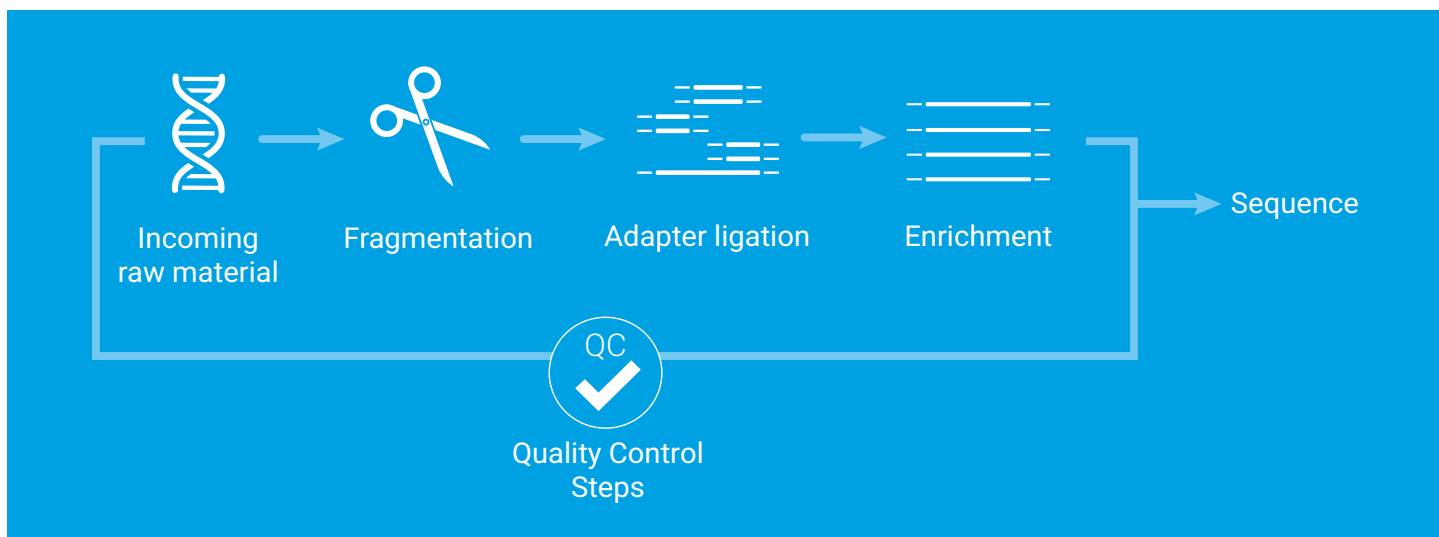 Incoming
raw material
Fragmentation
Adapter ligation
Enrichment
Sequence
QC
Quality Control
Steps